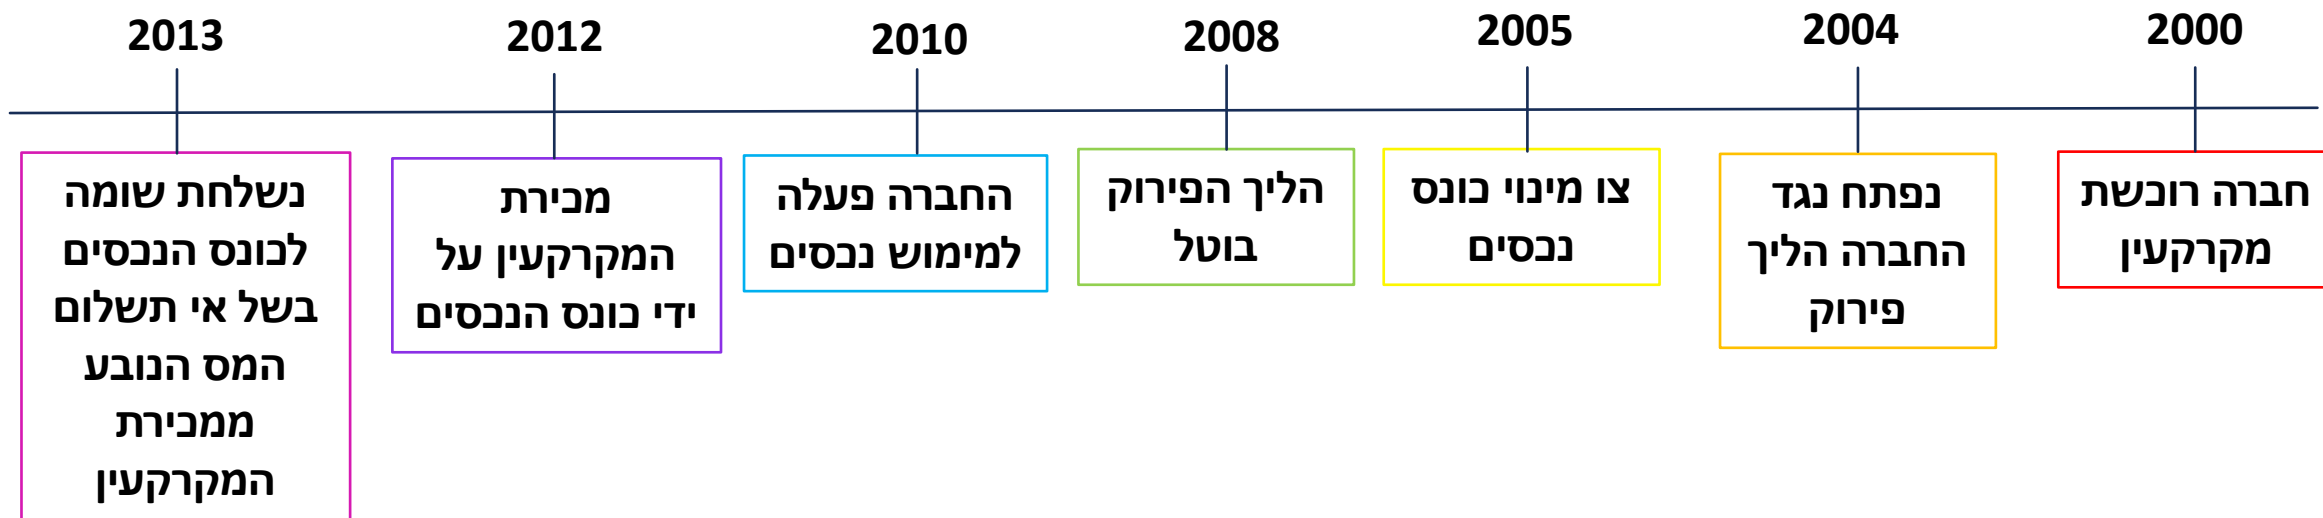 2000
חברה רוכשת
מקרקעין
2004
נפתח נגד
החברה הליך
פירוק
2005
צו מינוי כונס
נכסים
2008
הליך הפירוק
בוטל
2010
החברה פעלה
למימוש נכסים
2012
מכירת
המקרקעין על
ידי כונס הנכסים
2013
נשלחת שומה
לכונס הנכסים
בשל אי תשלום
המס הנובע
ממכירת
המקרקעין